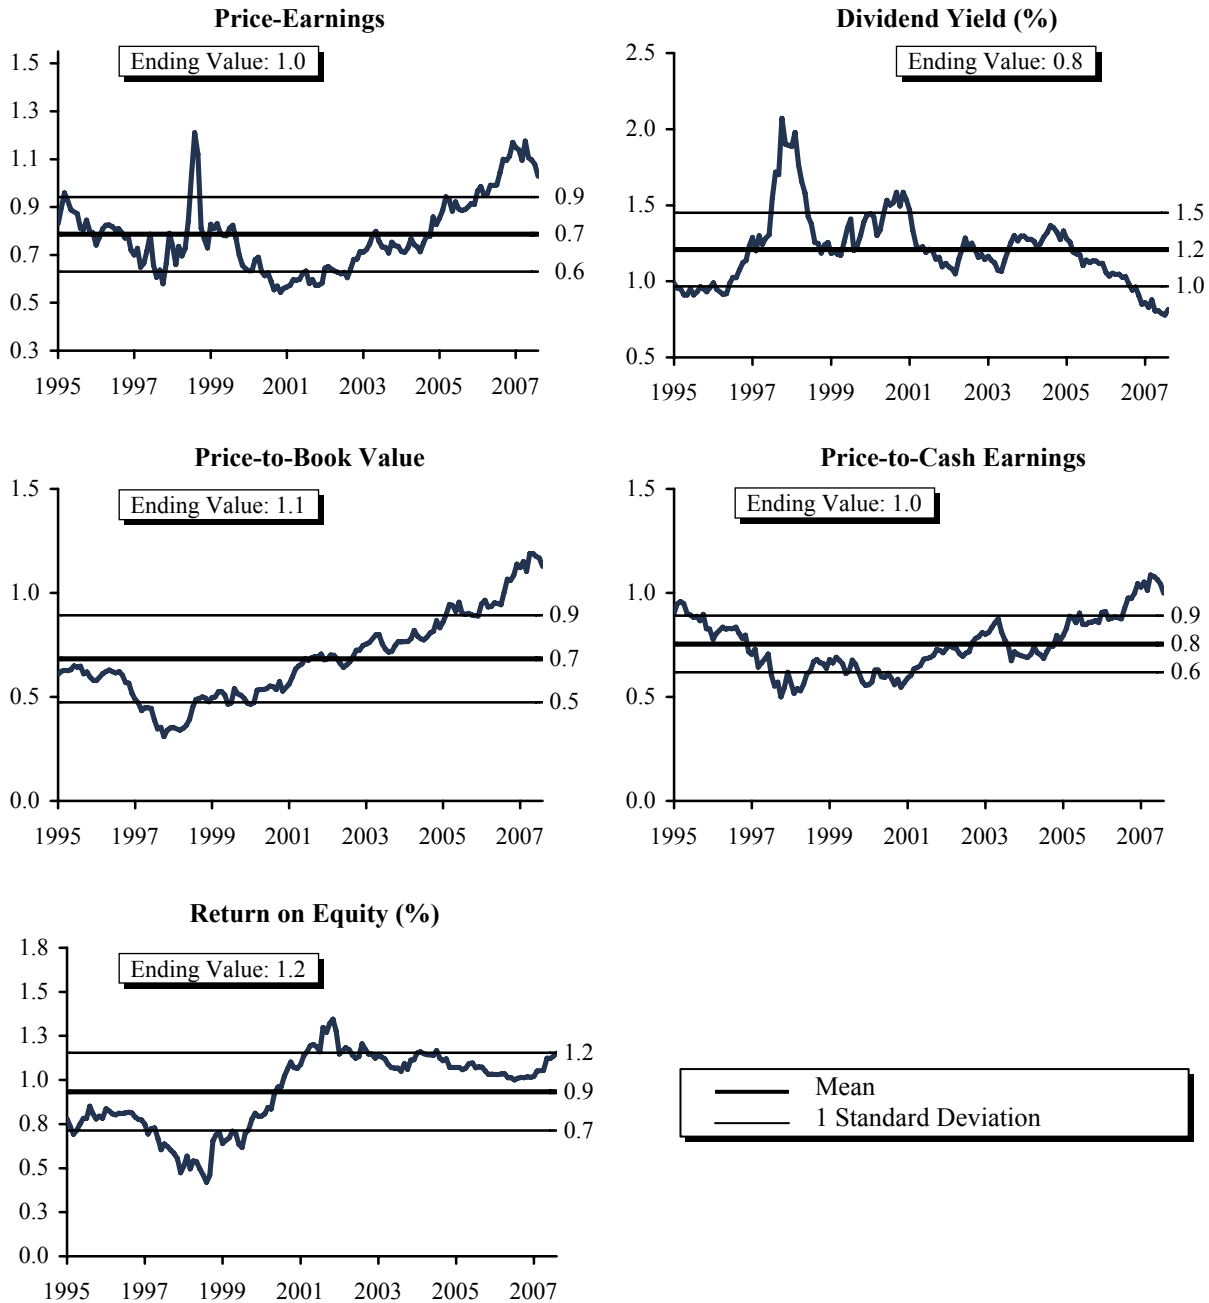 Price-Earnings
Ending Value: 1.0
1.5
1.3
1.1
0.9
0.7
0.5
0.3
0.9
0.7
0.6
1995 1997 1999 2001 2003 2005 2007
Dividend Yield (%)
Ending Value: 0.8
2.5
2.0
1.5
1.0
0.5
1.5
1.2
1.0
1995 1997 1999 2001 2003 2005 2007
Price-to-Book Value
Ending Value: 1.1
1.5
1.0
0.5
0.0
0.9
0.7
0.5
1995 1997 1999 2001 2003 2005 2007
Price-to-Cash Earnings
Ending Value: 1.0
1.5
1.0
0.5
0.0
0.9
0.8
0.6
1995 1997 1999 2001 2003 2005 2007
Return on Equity (%)
Ending Value: 1.2
1.8
1.5
1.3
1.0
0.8
0.5
0.3
0.0
1.2
0.9
0.7
1995 1997 1999 2001 2003 2005 2007
Mean
1 Standard Deviation